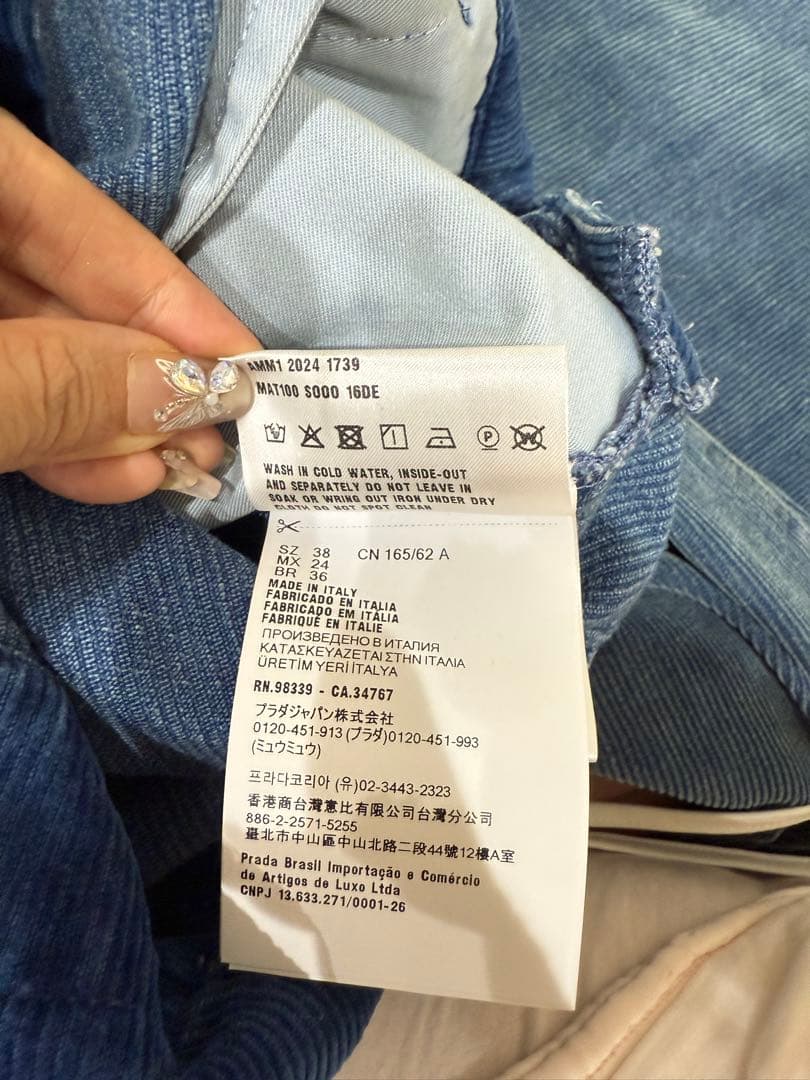 AMM1 2024 1739
MAT100 SOOO 16DE
WASH IN COLD WATER, INSIDE-OUT
AND SEPARATELY DO NOT LEAVE IN
SOAK OR WRING OUT IRON UNDER DRY
CLOTH DO NOT SPOT CLEAN
SZ 38 CN 165/62 A
MX 24
BR 36
MADE IN ITALY
FABRICADO EN ITALIA
FABRICADO EM ITÁLIA
FABRIQUÉ EN ITALIE
ПРОИЗВЕДЕНО В ИТАЛИЯ
ΚΑΤΑΣΚΕΥΑΖΕΤΑΙ ΣΤΗΝ ΙΤΑΛΙΑ
ÜRETİM YERİ İTALYA
RN.98339 - CA.34767
プラダジャパン株式会社
0120-451-913 (プラダ)0120-451-993
(ミュウミュウ)
프라다코리아 (유)02-3443-2323
香港商台灣意比有限公司台灣分公司
886-2-2571-5255
臺北市中山區中山北路二段44號12樓A室
Prada Brasil Importação e Comércio
de Artigos de Luxo Ltda
CNPJ 13.633.271/0001-26